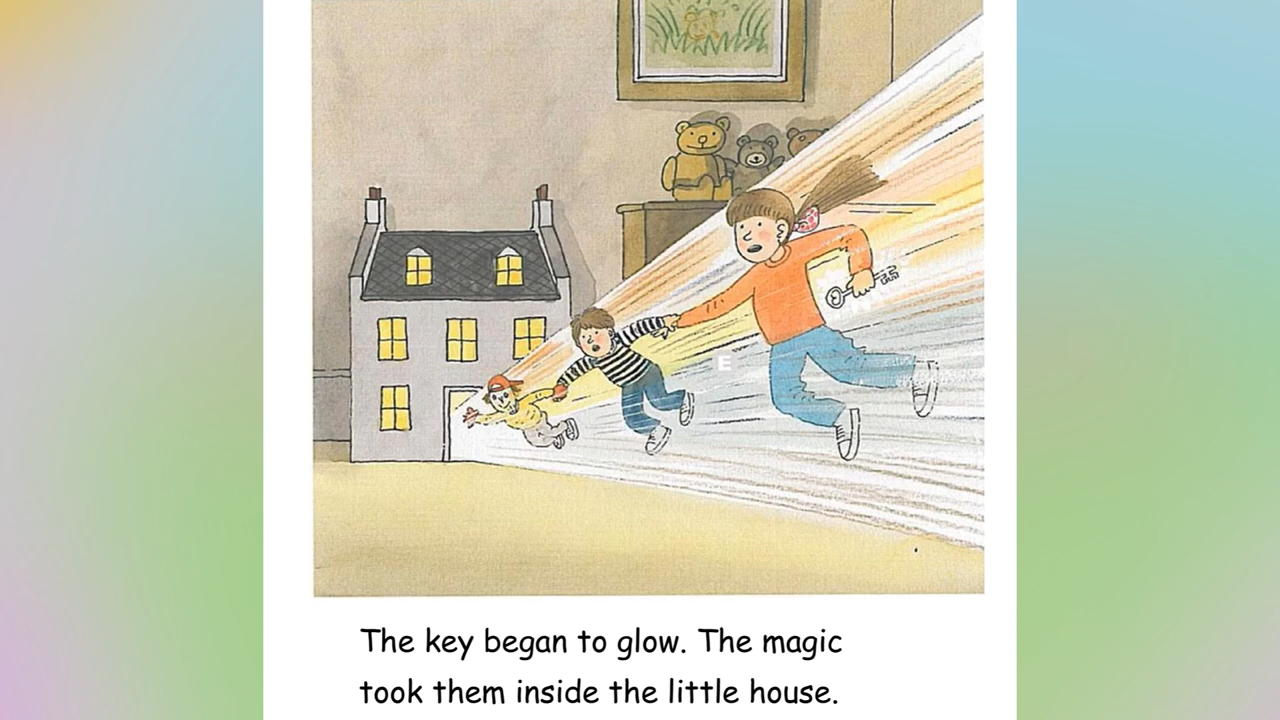 E
The key began to glow. The magic
took them inside the little house.